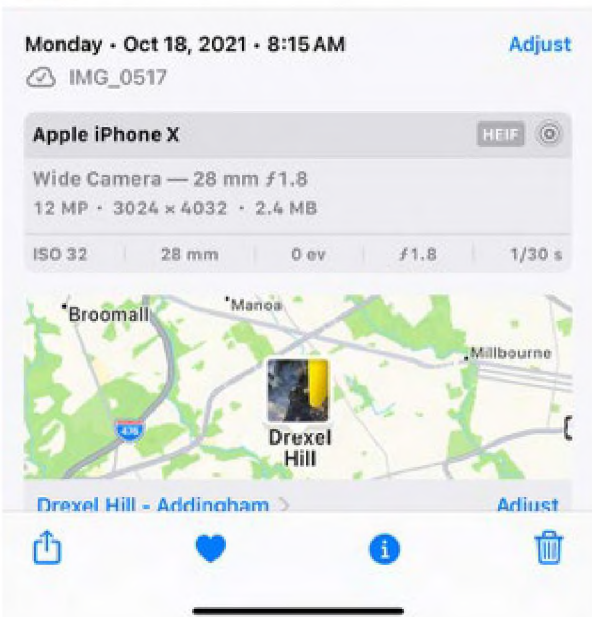 Monday • Oct 18, 2021 • 8:15 AM
Adjust
IMG_0517
Apple iPhone X
HEIF
Wide Camera — 28 mm ƒ1.8
12 MP • 3024 × 4032 • 2.4 MB
ISO 32 28 mm 0 ev ƒ1.8 1/30 s
Broomall
Manoa
Millbourne
476
Drexel
Hill
Drexel Hill - Addingham
Adjust